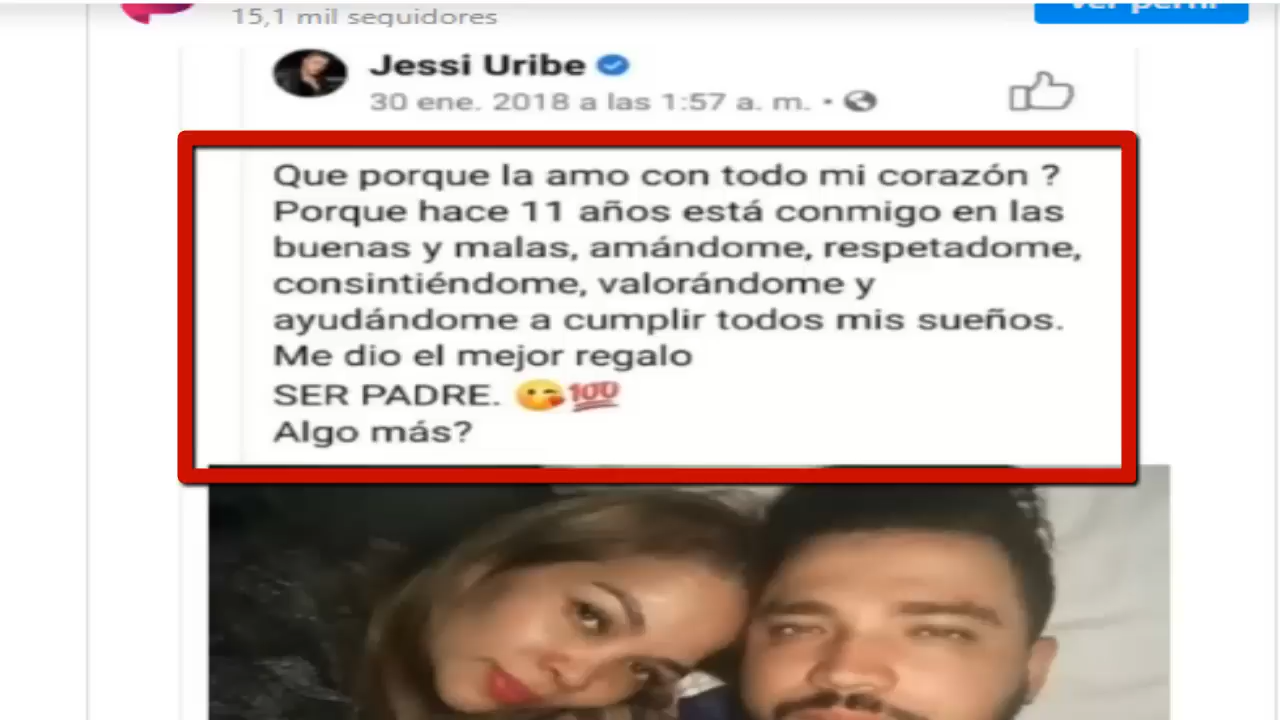 15,1 mil seguidores
Ver perfil
Jessi Uribe
30 ene. 2018 a las 1:57 a. m. ·
Que porque la amo con todo mi corazón ?
Porque hace 11 años está conmigo en las
buenas y malas, amándome, respetadome,
consintiéndome, valorándome y
ayudándome a cumplir todos mis sueños.
Me dio el mejor regalo
SER PADRE. 😘💯
Algo más?